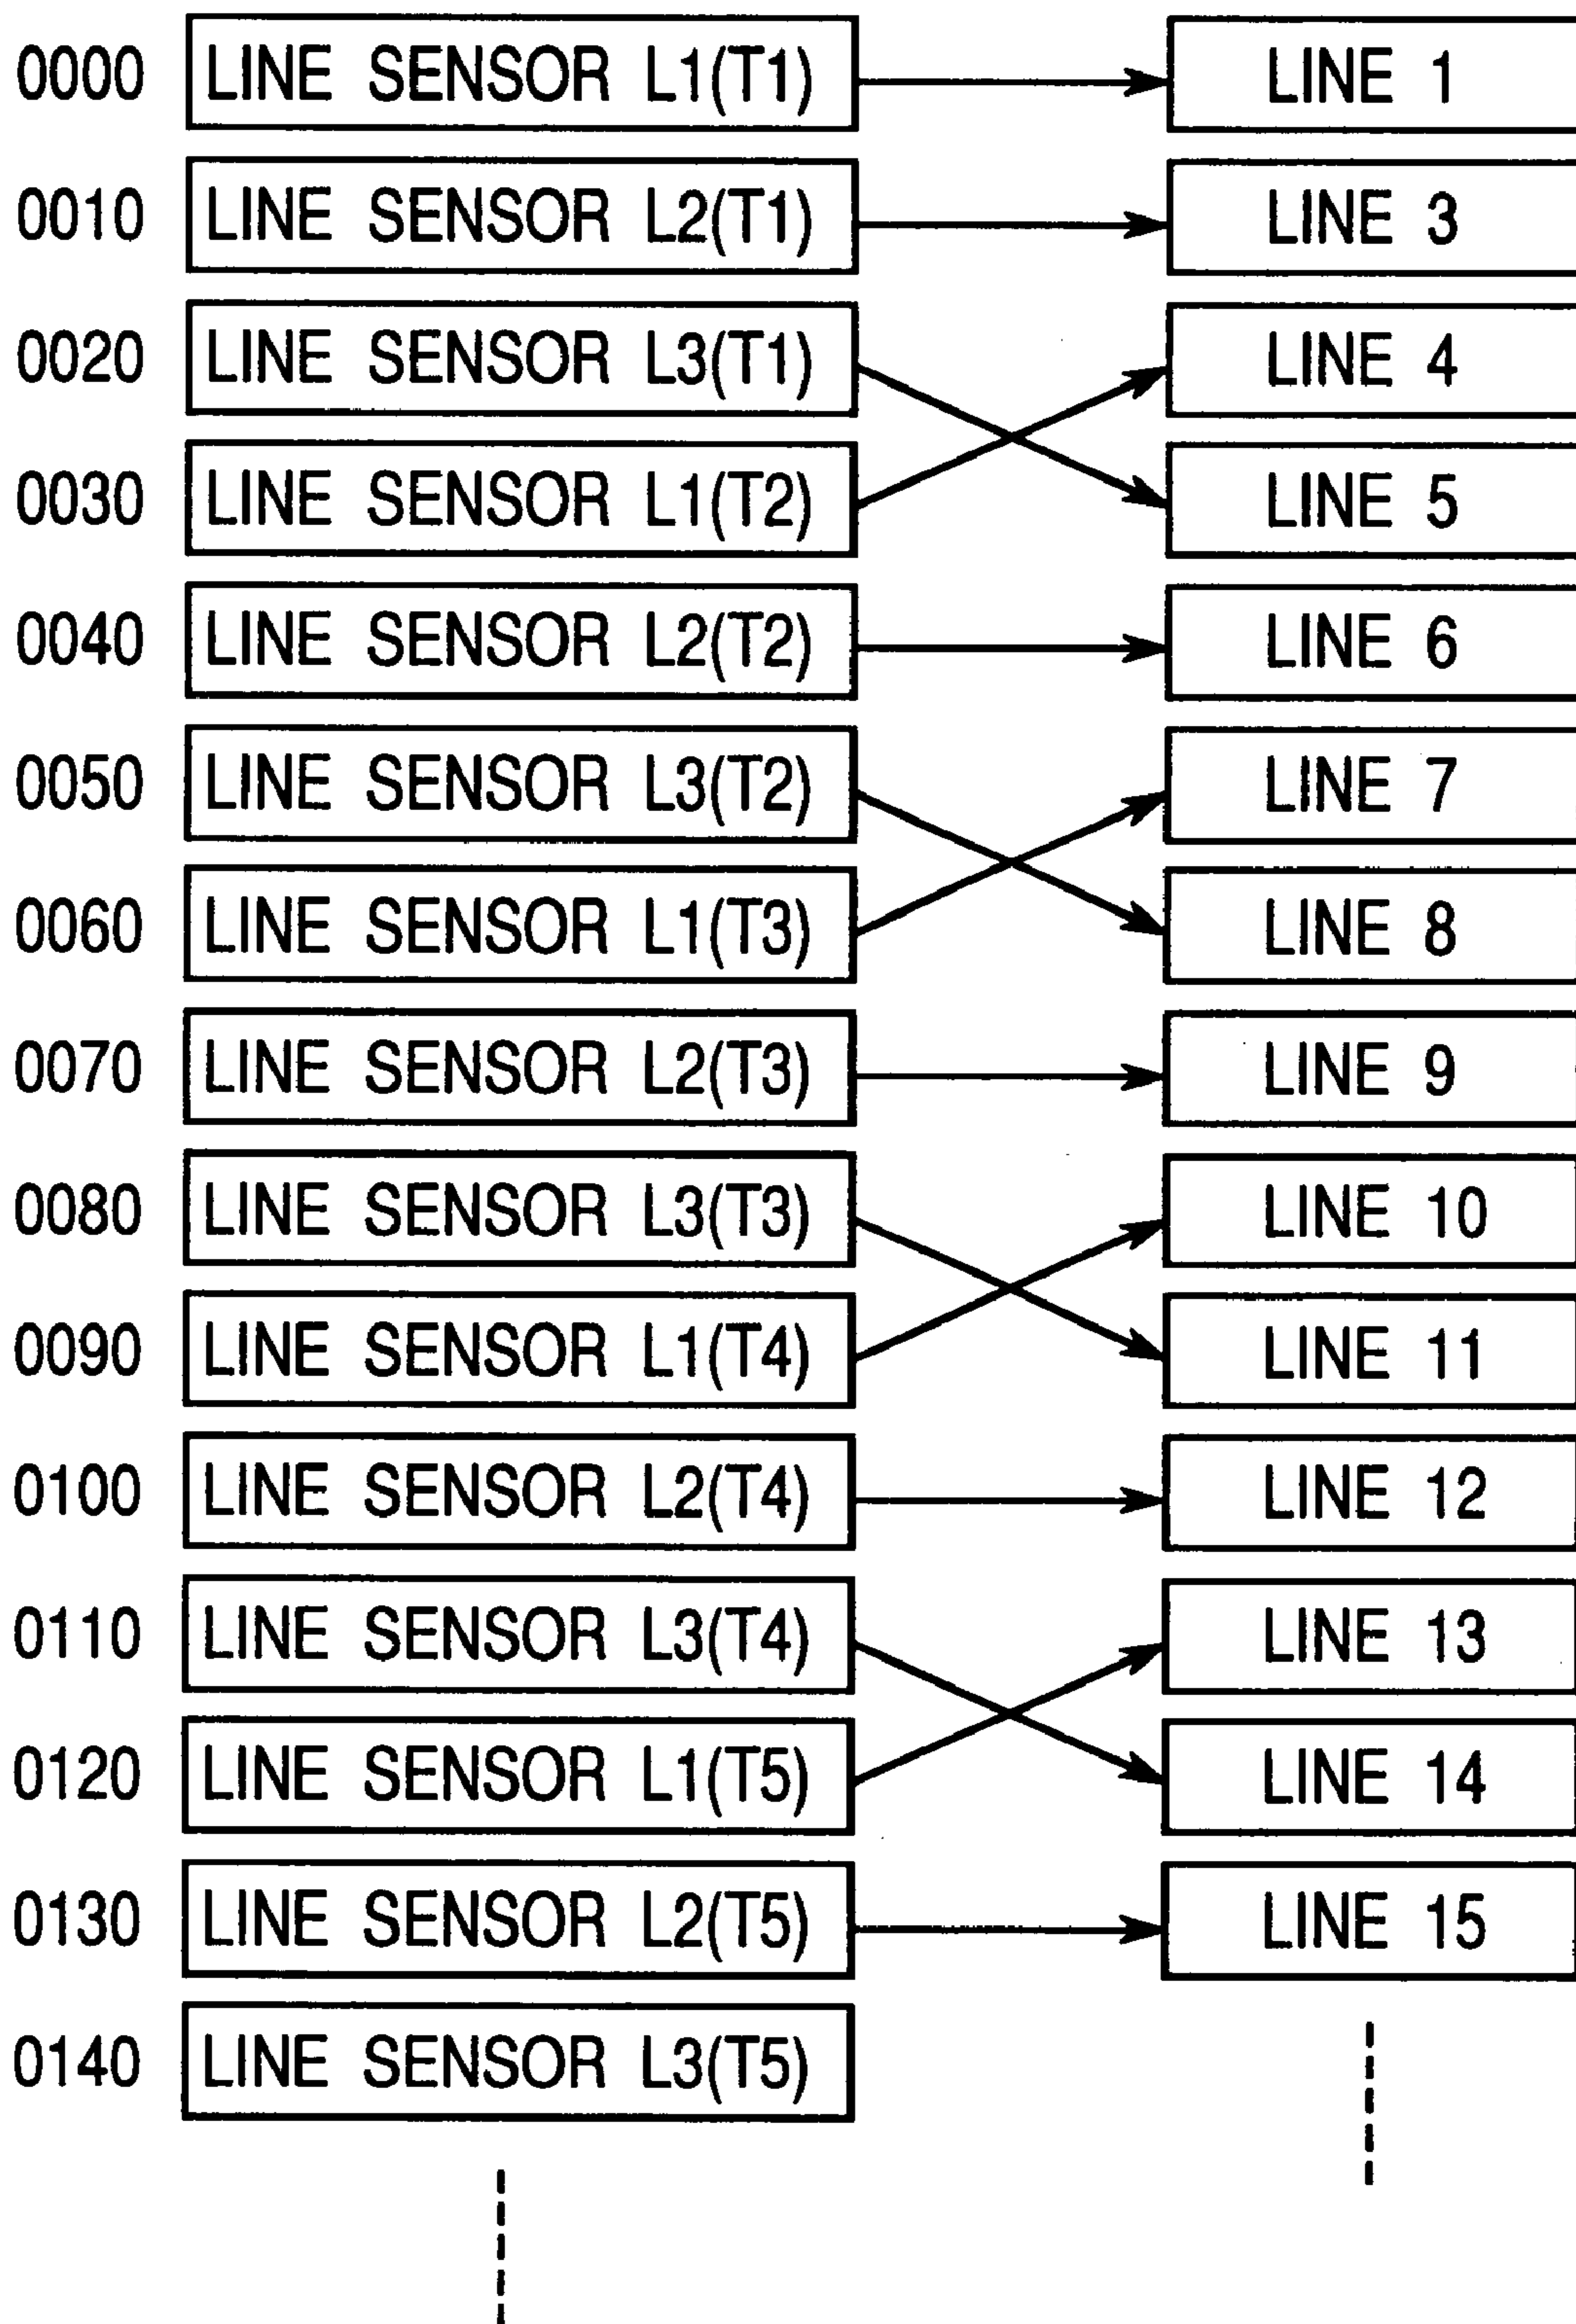 0000 LINE SENSOR L1(T1) LINE 1
0010 LINE SENSOR L2(T1) LINE 3
0020 LINE SENSOR L3(T1) LINE 4
0030 LINE SENSOR L1(T2) LINE 5
0040 LINE SENSOR L2(T2) LINE 6
0050 LINE SENSOR L3(T2) LINE 7
0060 LINE SENSOR L1(T3) LINE 8
0070 LINE SENSOR L2(T3) LINE 9
0080 LINE SENSOR L3(T3) LINE 10
0090 LINE SENSOR L1(T4) LINE 11
0100 LINE SENSOR L2(T4) LINE 12
0110 LINE SENSOR L3(T4) LINE 13
0120 LINE SENSOR L1(T5) LINE 14
0130 LINE SENSOR L2(T5) LINE 15
0140 LINE SENSOR L3(T5)